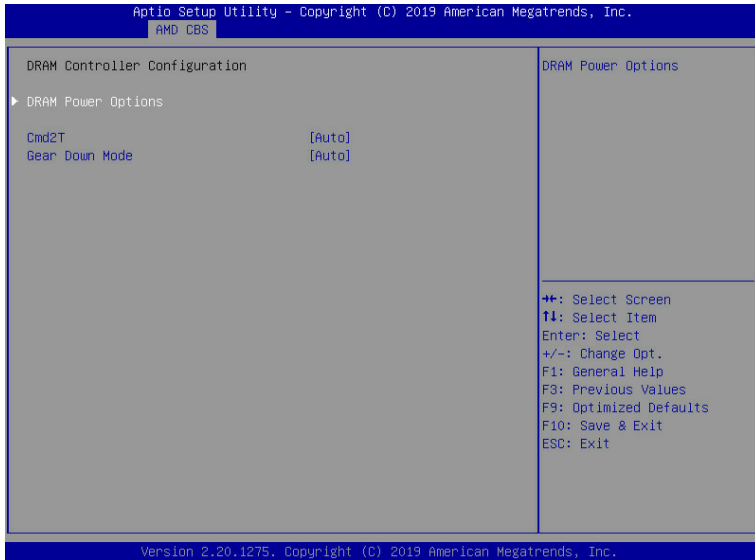 Aptio Setup Utility – Copyright (C) 2019 American Megatrends, Inc.
AMD CBS
DRAM Controller Configuration
DRAM Power Options
Cmd2T [Auto]
Gear Down Mode [Auto]
DRAM Power Options
→←: Select Screen
↑↓: Select Item
Enter: Select
+/-: Change Opt.
F1: General Help
F3: Previous Values
F9: Optimized Defaults
F10: Save & Exit
ESC: Exit
Version 2.20.1275. Copyright (C) 2019 American Megatrends, Inc.